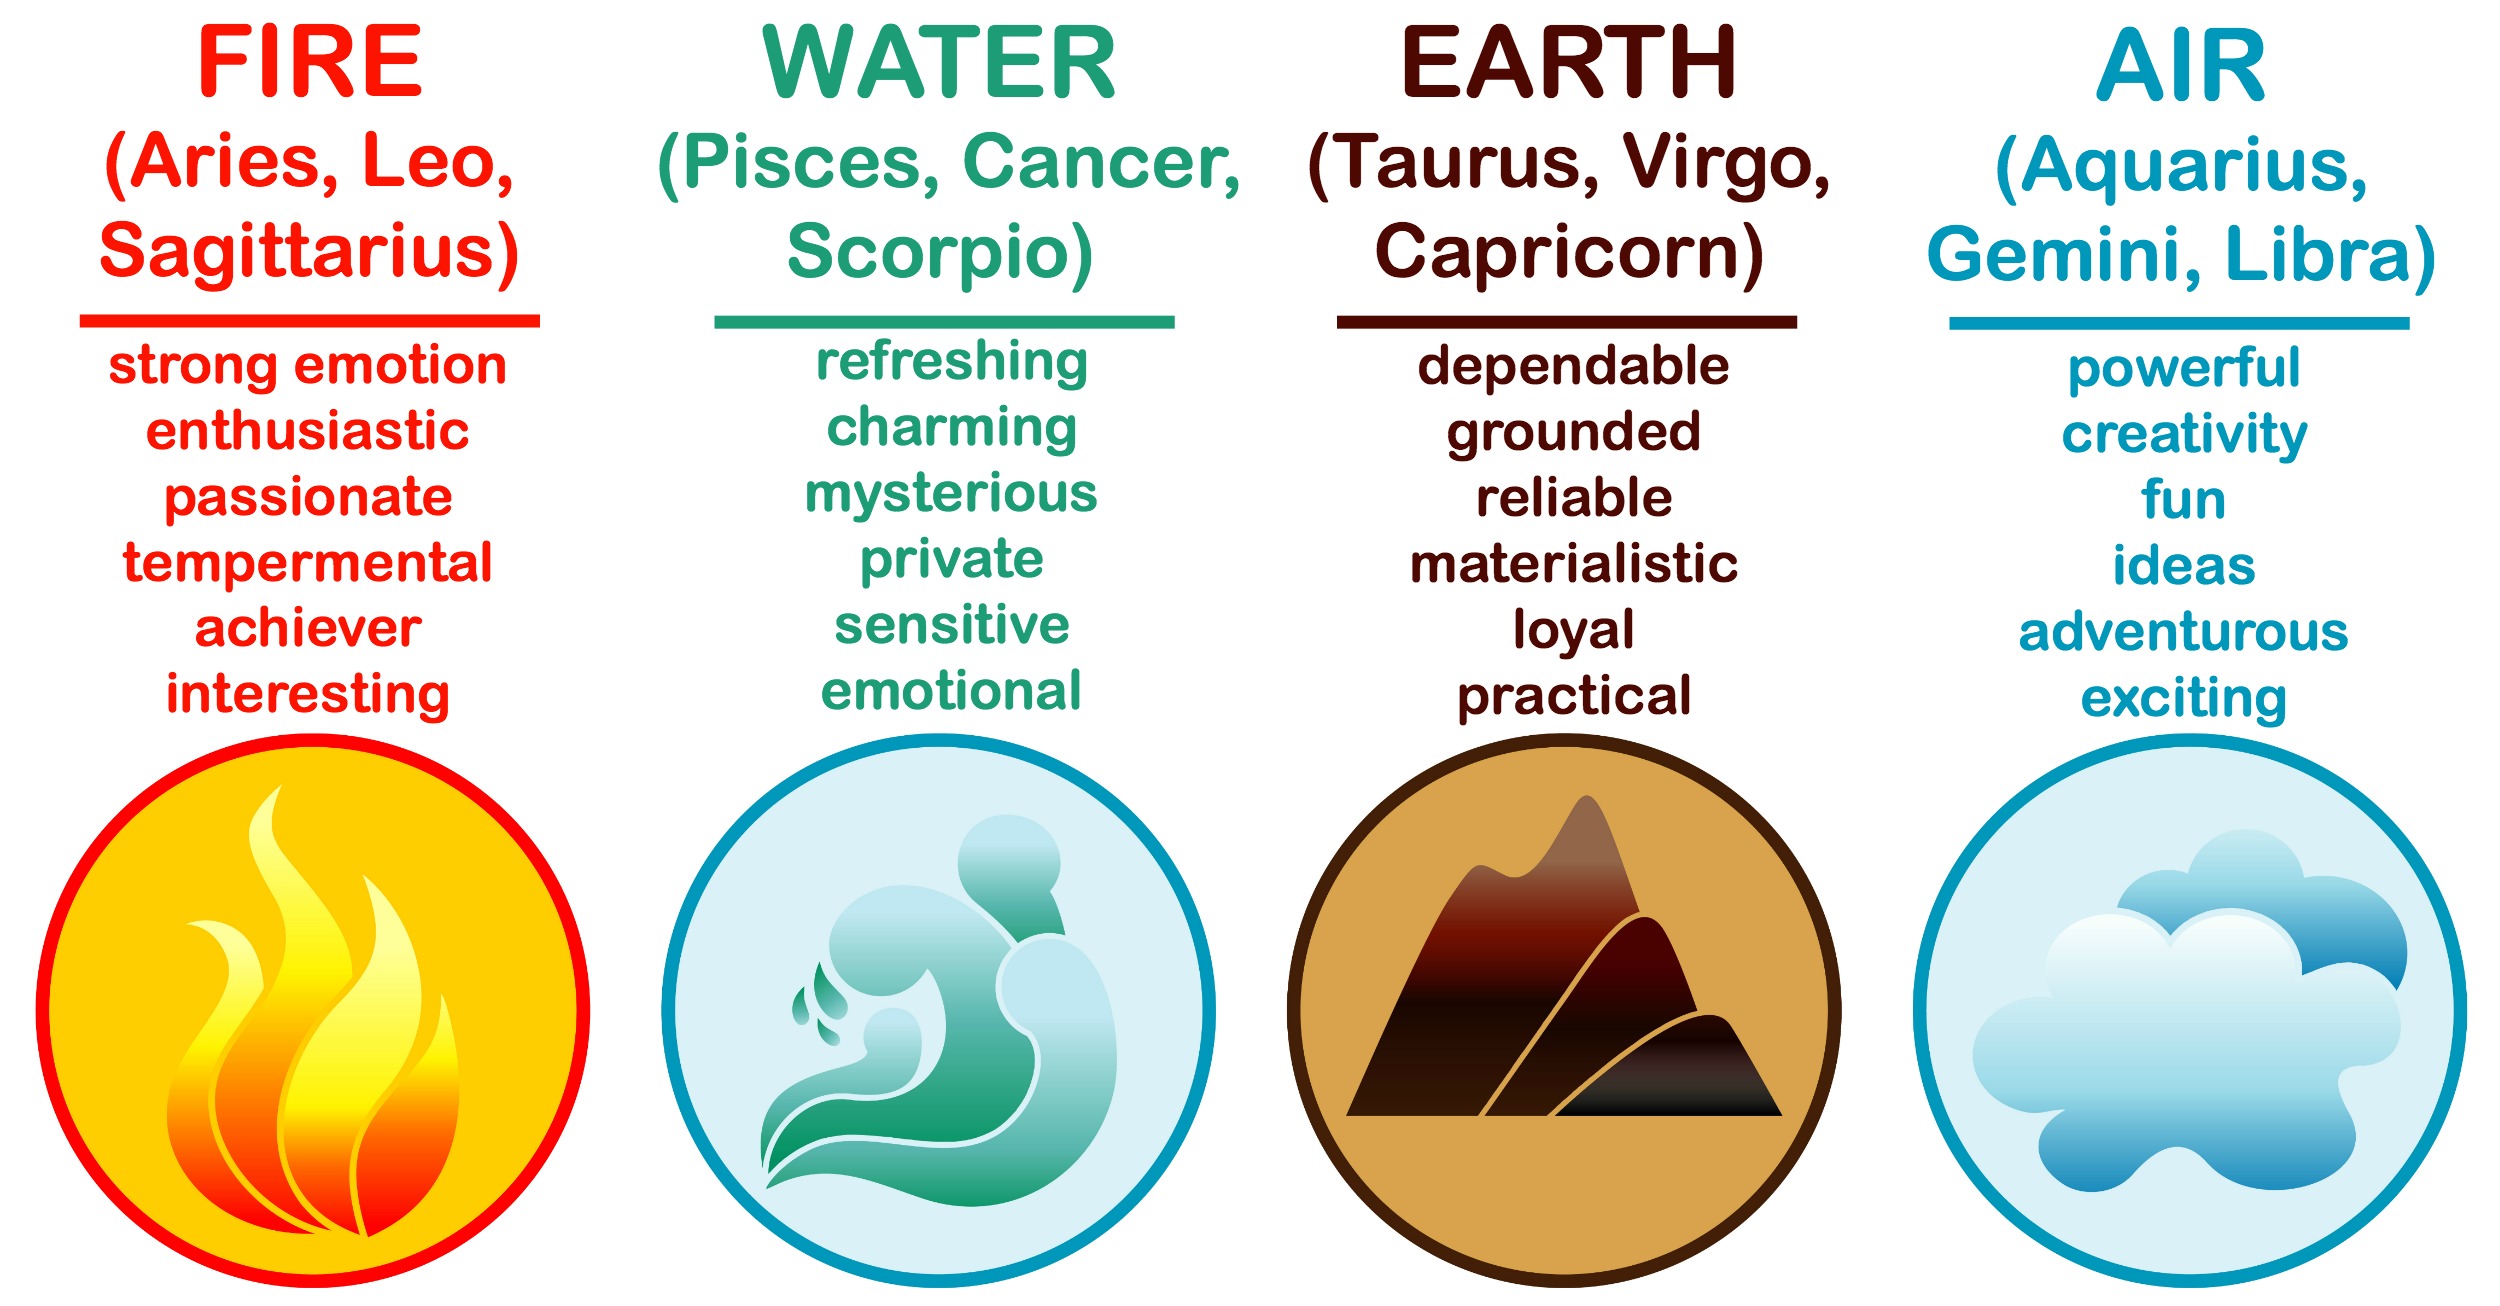 FIRE
(Aries, Leo,
Sagittarius)
strong emotion
enthusiastic
passionate
tempermental
achiever
interesting
WATER
(Pisces, Cancer,
Scorpio)
refreshing
charming
mysterious
private
sensitive
emotional
EARTH
(Taurus, Virgo,
Capricorn)
dependable
grounded
reliable
materialistic
loyal
practical
AIR
(Aquarius,
Gemini, Libra)
powerful
creativity
fun
ideas
adventurous
exciting